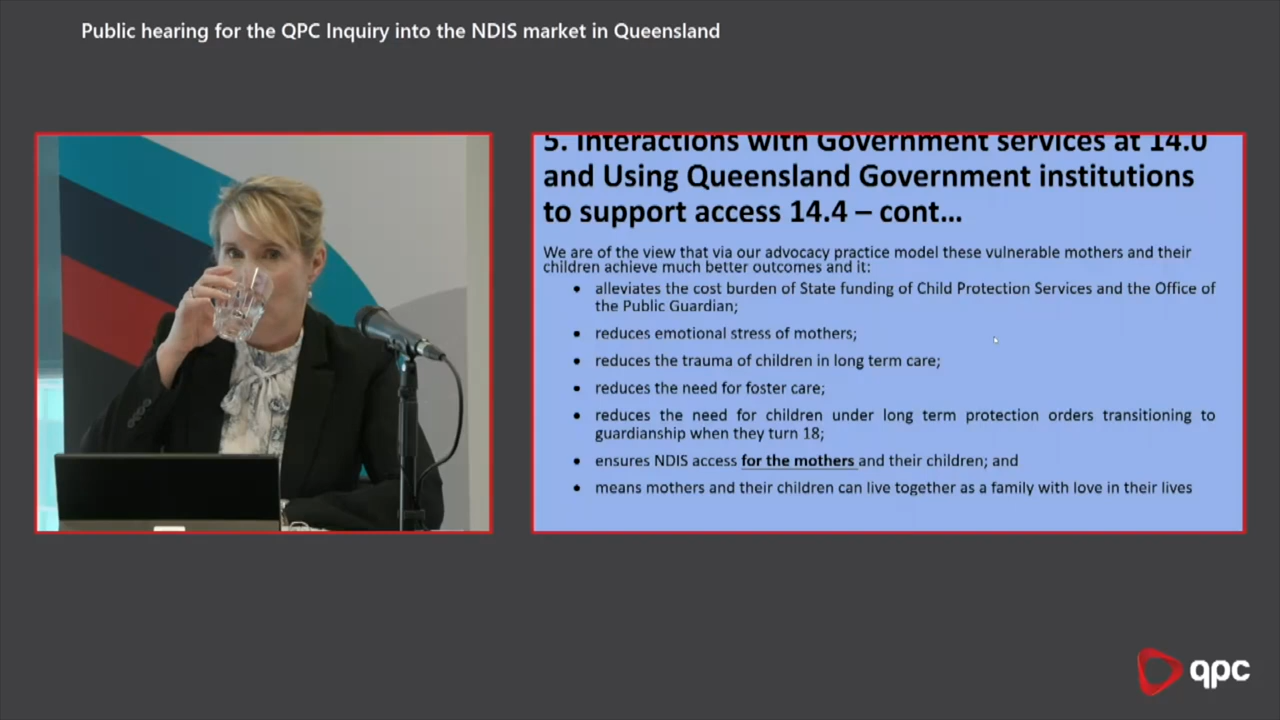 Public hearing for the QPC Inquiry into the NDIS market in Queensland
5. Interactions with Government services at 14.0
and Using Queensland Government institutions
to support access 14.4 – cont...
We are of the view that via our advocacy practice model these vulnerable mothers and their
children achieve much better outcomes and it:
• alleviates the cost burden of State funding of Child Protection Services and the Office of
the Public Guardian;
• reduces emotional stress of mothers;
• reduces the trauma of children in long term care;
• reduces the need for foster care;
• reduces the need for children under long term protection orders transitioning to
guardianship when they turn 18;
• ensures NDIS access for the mothers and their children; and
• means mothers and their children can live together as a family with love in their lives
qpc